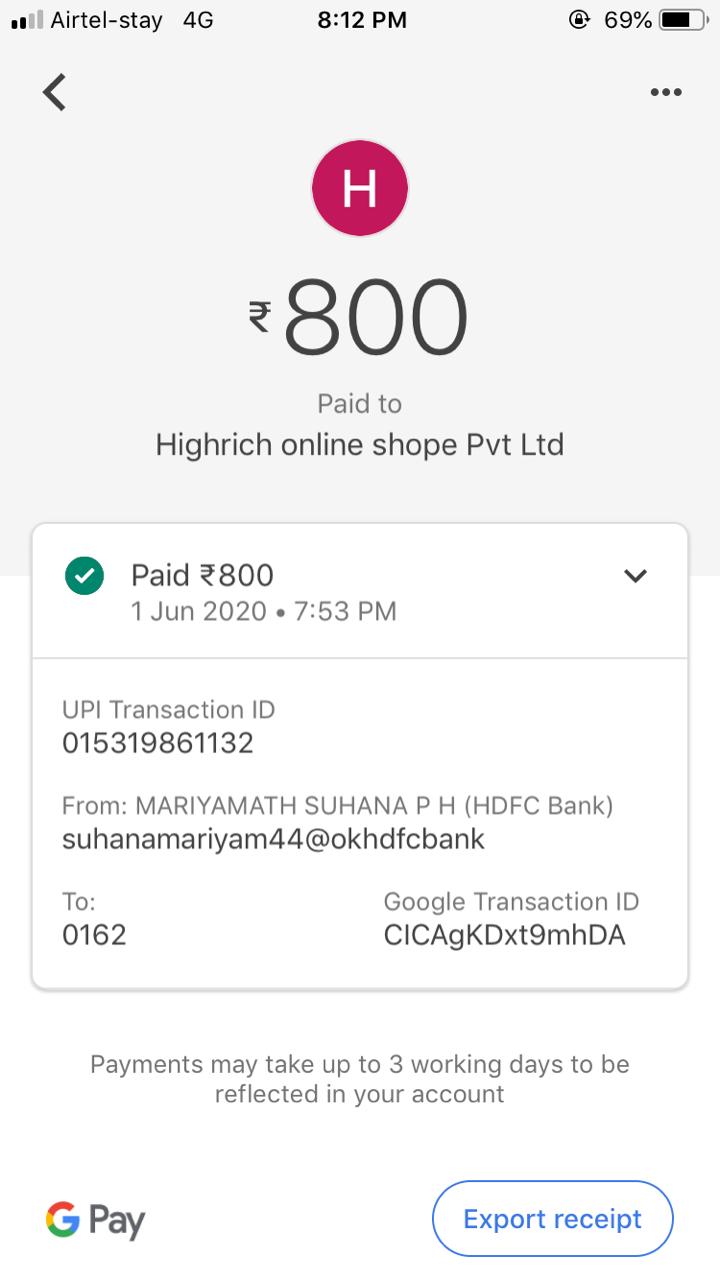 Airtel-stay 4G 8:12 PM 69%
H
₹800
Paid to
Highrich online shope Pvt Ltd
Paid ₹800
1 Jun 2020 • 7:53 PM
UPI Transaction ID
015319861132
From: MARIYAMATH SUHANA P H (HDFC Bank)
suhanamariyam44@okhdfcbank
To: Google Transaction ID
0162 CICAgKDxt9mhDA
Payments may take up to 3 working days to be
reflected in your account
G Pay Export receipt